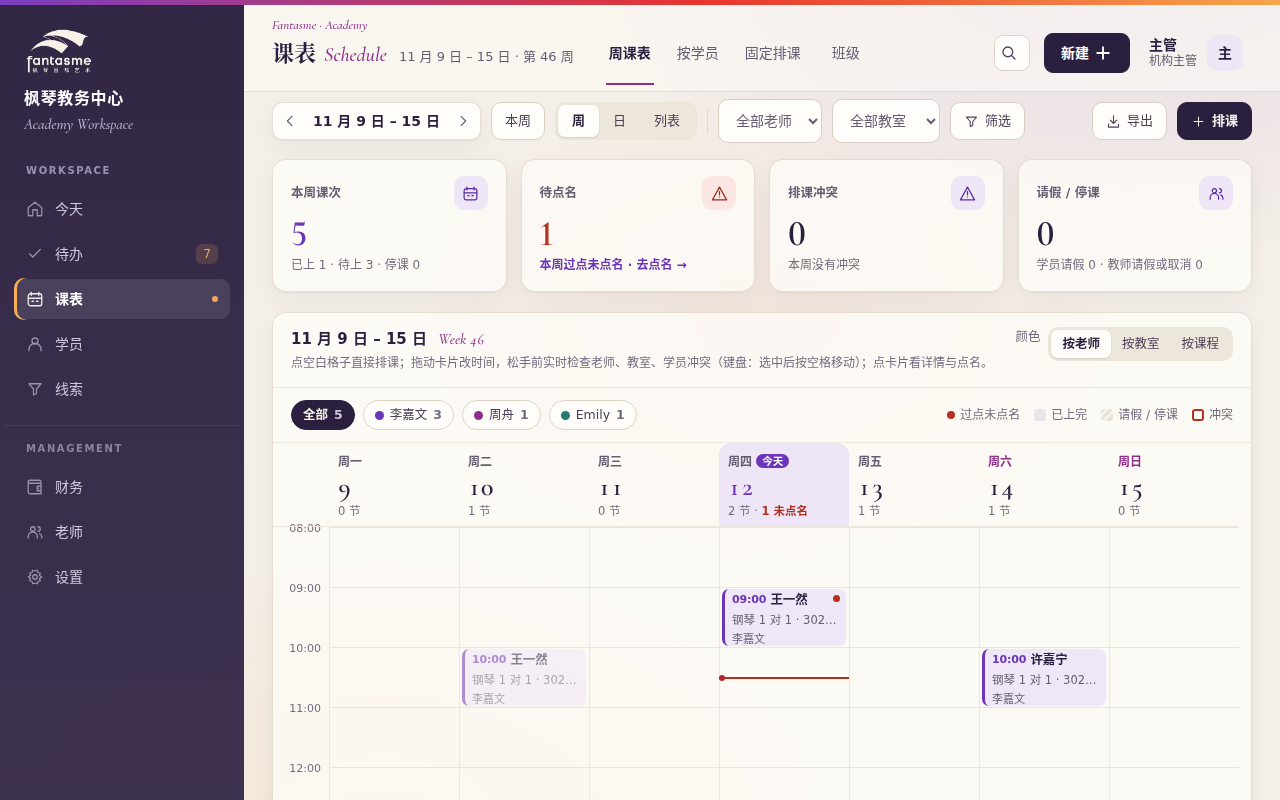 fantasme
枫琴国际艺术
枫琴教务中心
Academy Workspace
WORKSPACE
今天
待办 7
课表
学员
线索
MANAGEMENT
财务
老师
设置
Fantasme · Academy
课表 Schedule 11 月 9 日 – 15 日 · 第 46 周
周课表 按学员 固定排课 班级
新建
主管
机构主管
主
11 月 9 日 – 15 日
本周
周 日 列表
全部老师
全部教室
筛选
导出
排课
本周课次
5
已上 1 · 待上 3 · 停课 0
待点名
1
本周过点未点名 · 去点名 →
排课冲突
0
本周没有冲突
请假 / 停课
0
学员请假 0 · 教师请假或取消 0
11 月 9 日 – 15 日 Week 46
点空白格子直接排课；拖动卡片改时间，松手前实时检查老师、教室、学员冲突（键盘：选中后按空格移动）；点卡片看详情与点名。
颜色 按老师 按教室 按课程
全部 5 李嘉文 3 周舟 1 Emily 1
过点未点名 已上完 请假 / 停课 冲突
周一 周二 周三 周四 今天 周五 周六 周日
9 10 11 12 13 14 15
0 节 1 节 0 节 2 节 · 1 未点名 1 节 1 节 0 节
08:00
09:00
09:00 王一然
钢琴 1 对 1 · 302…
李嘉文
10:00
10:00 王一然
钢琴 1 对 1 · 302…
李嘉文
10:00 许嘉宁
钢琴 1 对 1 · 302…
李嘉文
11:00
12:00